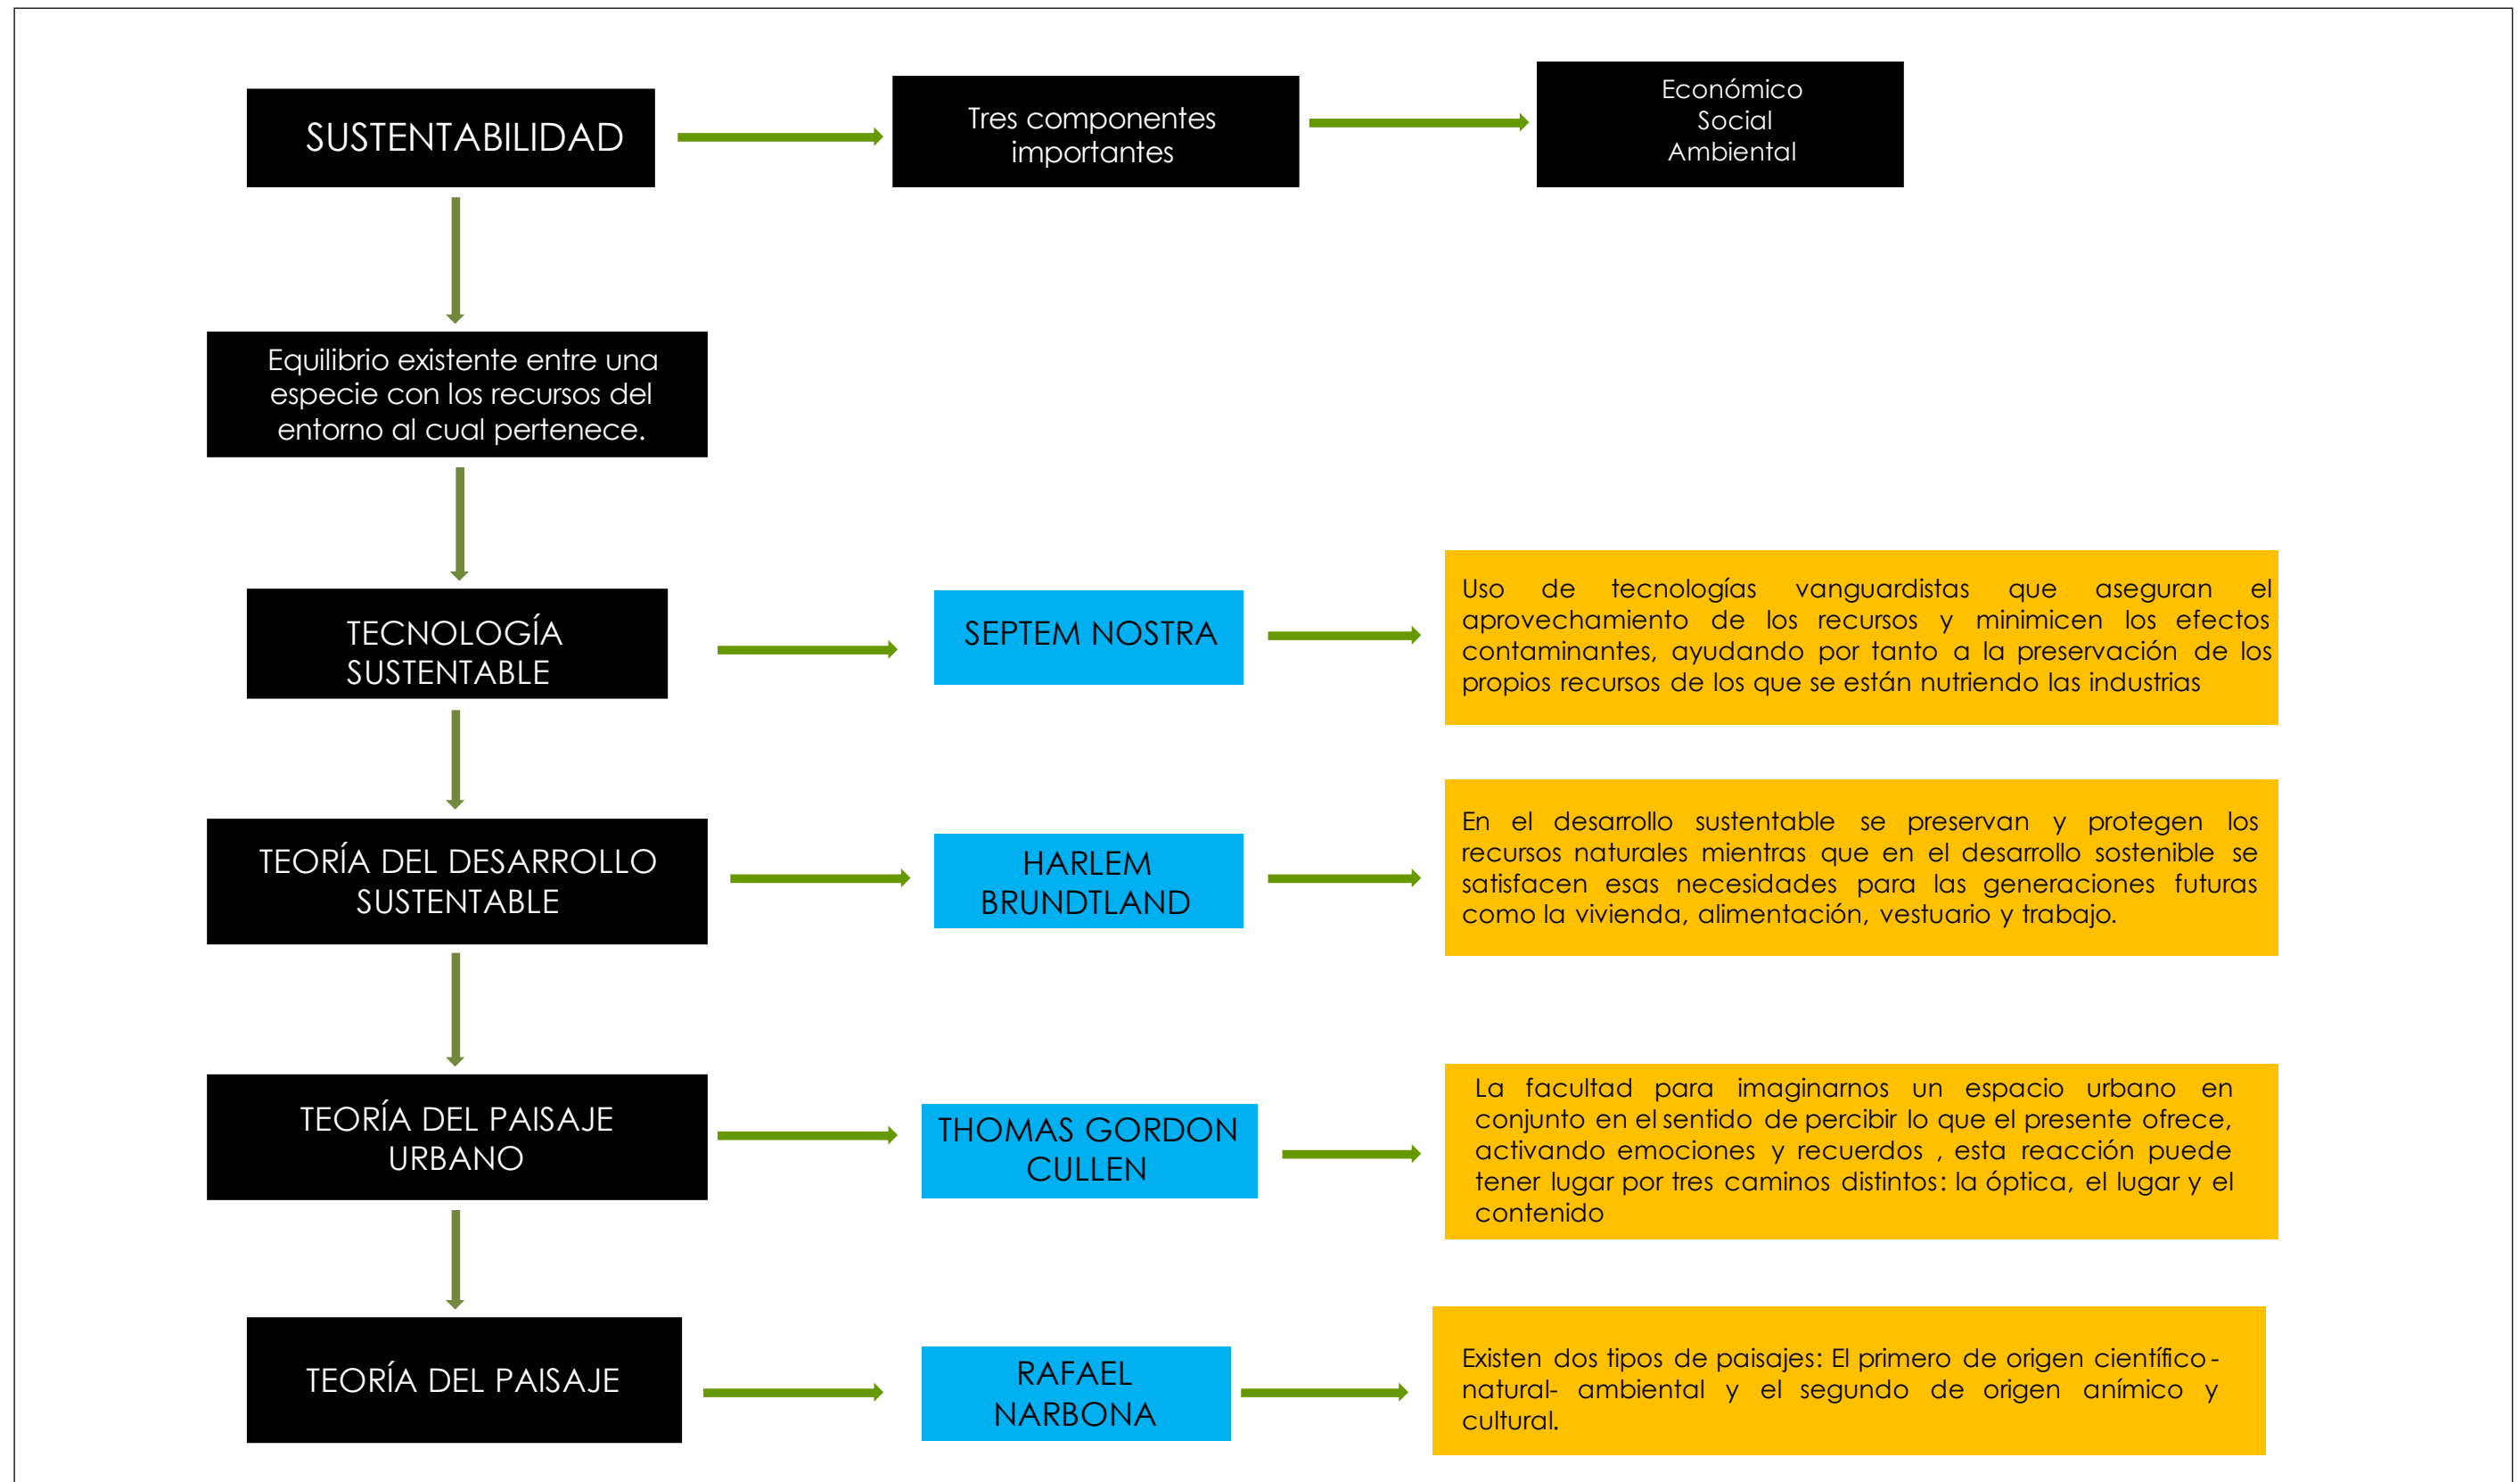 SUSTENTABILIDAD
Tres componentes
importantes
Económico
Social
Ambiental
Equilibrio existente entre una
especie con los recursos del
entorno al cual pertenece.
TECNOLOGÍA
SUSTENTABLE
SEPTEM NOSTRA
Uso de tecnologías vanguardistas que aseguran el
aprovechamiento de los recursos y minimicen los efectos
contaminantes, ayudando por tanto a la preservación de los
propios recursos de los que se están nutriendo las industrias
TEORÍA DEL DESARROLLO
SUSTENTABLE
HARLEM
BRUNDTLAND
En el desarrollo sustentable se preservan y protegen los
recursos naturales mientras que en el desarrollo sostenible se
satisfacen esas necesidades para las generaciones futuras
como la vivienda, alimentación, vestuario y trabajo.
TEORÍA DEL PAISAJE
URBANO
THOMAS GORDON
CULLEN
La facultad para imaginarnos un espacio urbano en
conjunto en el sentido de percibir lo que el presente ofrece,
activando emociones y recuerdos , esta reacción puede
tener lugar por tres caminos distintos: la óptica, el lugar y el
contenido
TEORÍA DEL PAISAJE
RAFAEL
NARBONA
Existen dos tipos de paisajes: El primero de origen científico-
natural- ambiental y el segundo de origen anímico y
cultural.